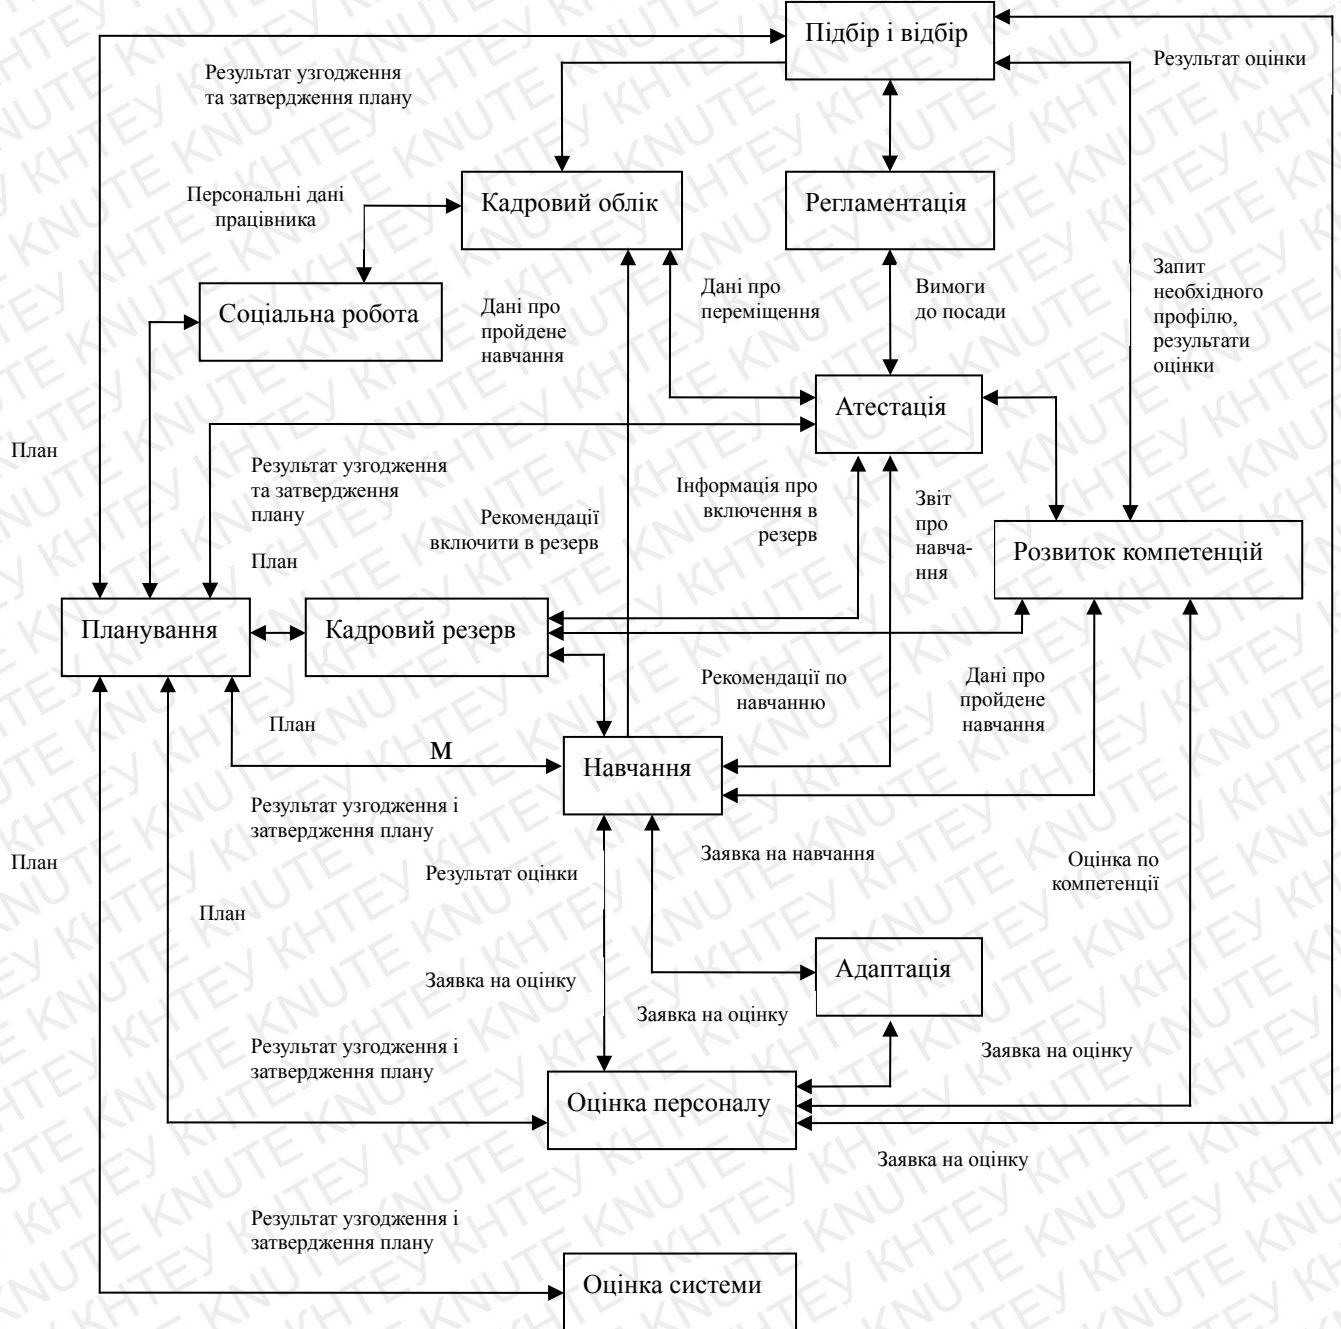 Підбір і відбір
Результат оцінки
Результат узгодження
та затвердження плану
Персональні дані
працівника
Кадровий облік
Регламентація
Соціальна робота
Дані про
пройдене
навчання
Дані про
переміщення
Вимоги
до посади
Запит
необхідного
профілю,
результати
оцінки
Атестація
План
Результат узгодження
та затвердження
плану
Рекомендації
включити в резерв
Інформація про
включення в
резерв
Звіт
про
навча-
ння
Розвиток компетенцій
План
Планування
Кадровий резерв
Рекомендації по
навчанню
Дані про
пройдене
навчання
План
М
Навчання
Результат узгодження і
затвердження плану
План
Результат оцінки
Заявка на навчання
Оцінка по
компетенції
План
Адаптація
Заявка на оцінку
Заявка на оцінку
Заявка на оцінку
Результат узгодження і
затвердження плану
Оцінка персоналу
Заявка на оцінку
Результат узгодження і
затвердження плану
Оцінка системи
КНТЕУ KNUTE